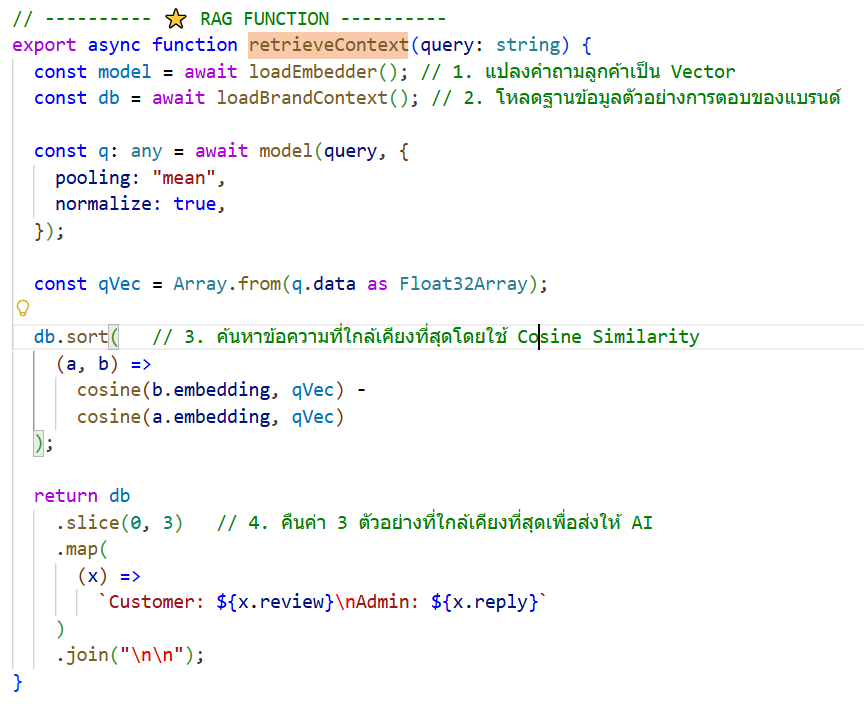 // ---------- ⭐ RAG FUNCTION ----------
export async function retrieveContext(query: string) {
  const model = await loadEmbedder(); // 1. แปลงคำถามลูกค้าเป็น Vector
  const db = await loadBrandContext(); // 2. โหลดฐานข้อมูลตัวอย่างการตอบของแบรนด์

  const q: any = await model(query, {
    pooling: "mean",
    normalize: true,
  });

  const qVec = Array.from(q.data as Float32Array);

  db.sort(   // 3. ค้นหาข้อความที่ใกล้เคียงที่สุดโดยใช้ Cosine Similarity
    (a, b) =>
      cosine(b.embedding, qVec) -
      cosine(a.embedding, qVec)
  );

  return db
    .slice(0, 3)   // 4. คืนค่า 3 ตัวอย่างที่ใกล้เคียงที่สุดเพื่อส่งให้ AI
    .map(
      (x) =>
        `Customer: ${x.review}\nAdmin: ${x.reply}`
    )
    .join("\n\n");
}